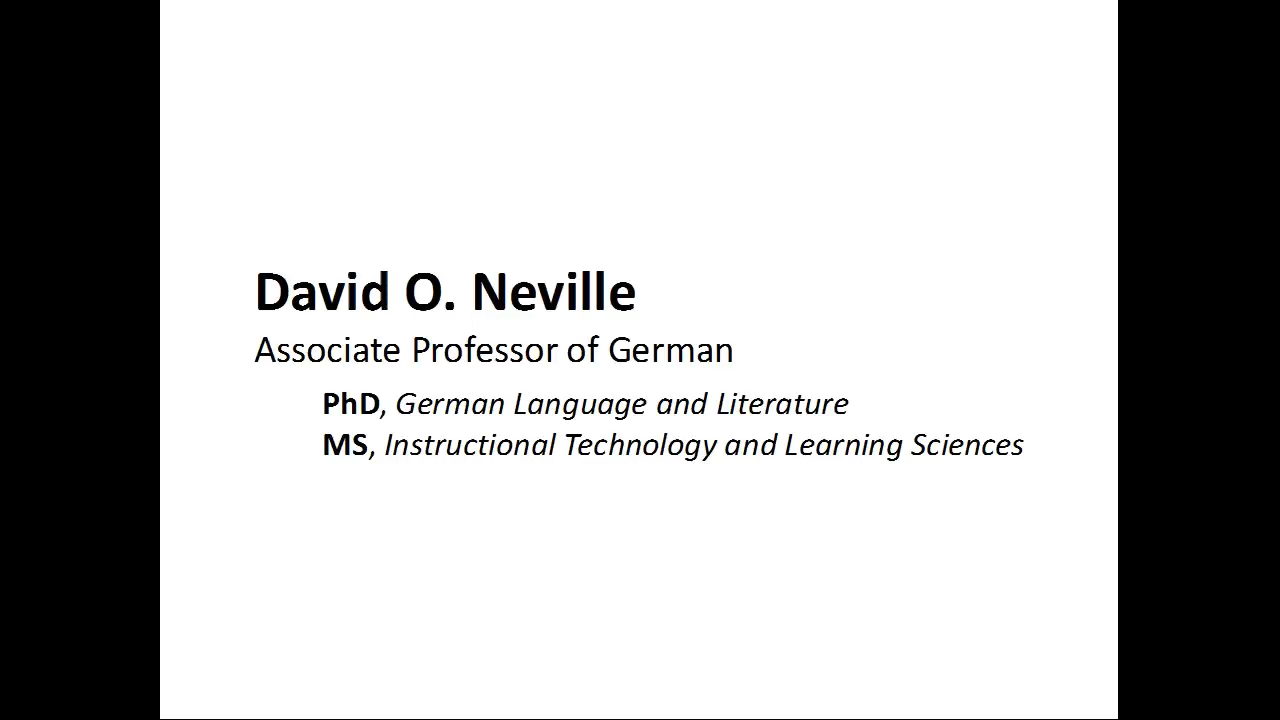 David O. Neville
Associate Professor of German
PhD, German Language and Literature
MS, Instructional Technology and Learning Sciences